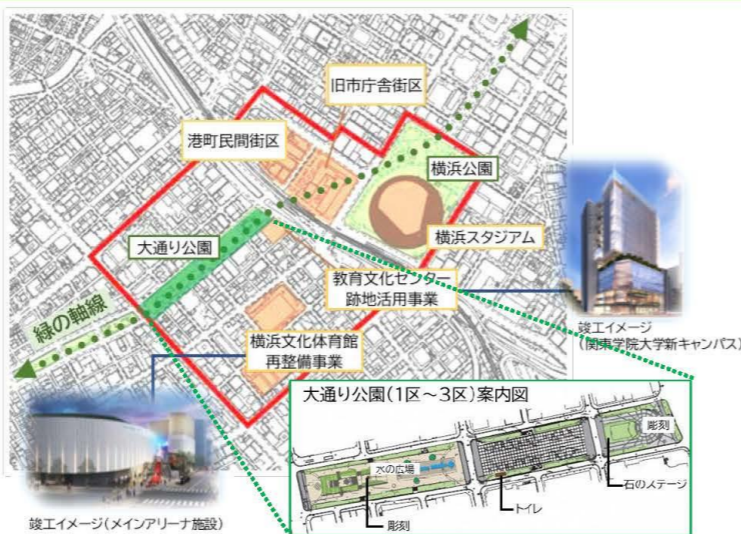 旧市庁舎街区
港町民間街区
横浜公園
大通り公園
横浜スタジアム
教育文化センター
跡地活用事業
緑の軸線
横浜文化体育館
再整備事業
竣工イメージ
(関東学院大学新キャンパス)
大通り公園(1区~3区)案内図
彫刻
水の広場
石のステージ
トイレ
彫刻
竣工イメージ(メインアリーナ施設)